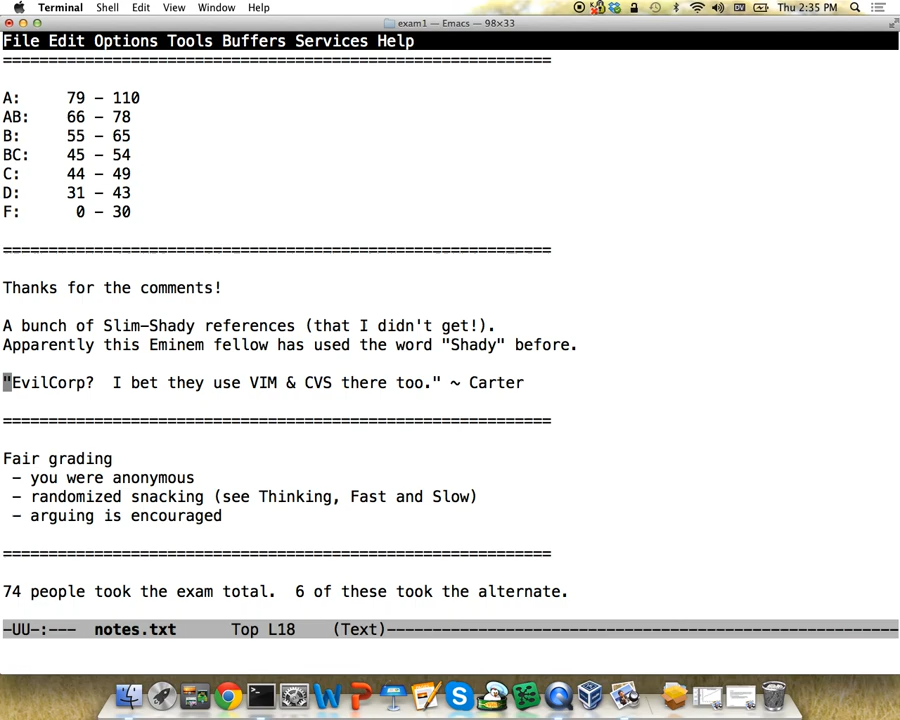 Terminal Shell Edit View Window Help Thu 2:35 PM
exam1 — Emacs — 98×33
File Edit Options Tools Buffers Services Help
============================================================
A: 79 – 110
AB: 66 – 78
B: 55 – 65
BC: 45 – 54
C: 44 – 49
D: 31 – 43
F: 0 – 30
============================================================
Thanks for the comments!
A bunch of Slim-Shady references (that I didn't get!).
Apparently this Eminem fellow has used the word "Shady" before.
"EvilCorp? I bet they use VIM & CVS there too." ~ Carter
============================================================
Fair grading
– you were anonymous
– randomized snacking (see Thinking, Fast and Slow)
– arguing is encouraged
============================================================
74 people took the exam total. 6 of these took the alternate.
-UU-:--- notes.txt Top L18 (Text)------------------------------------------------------------